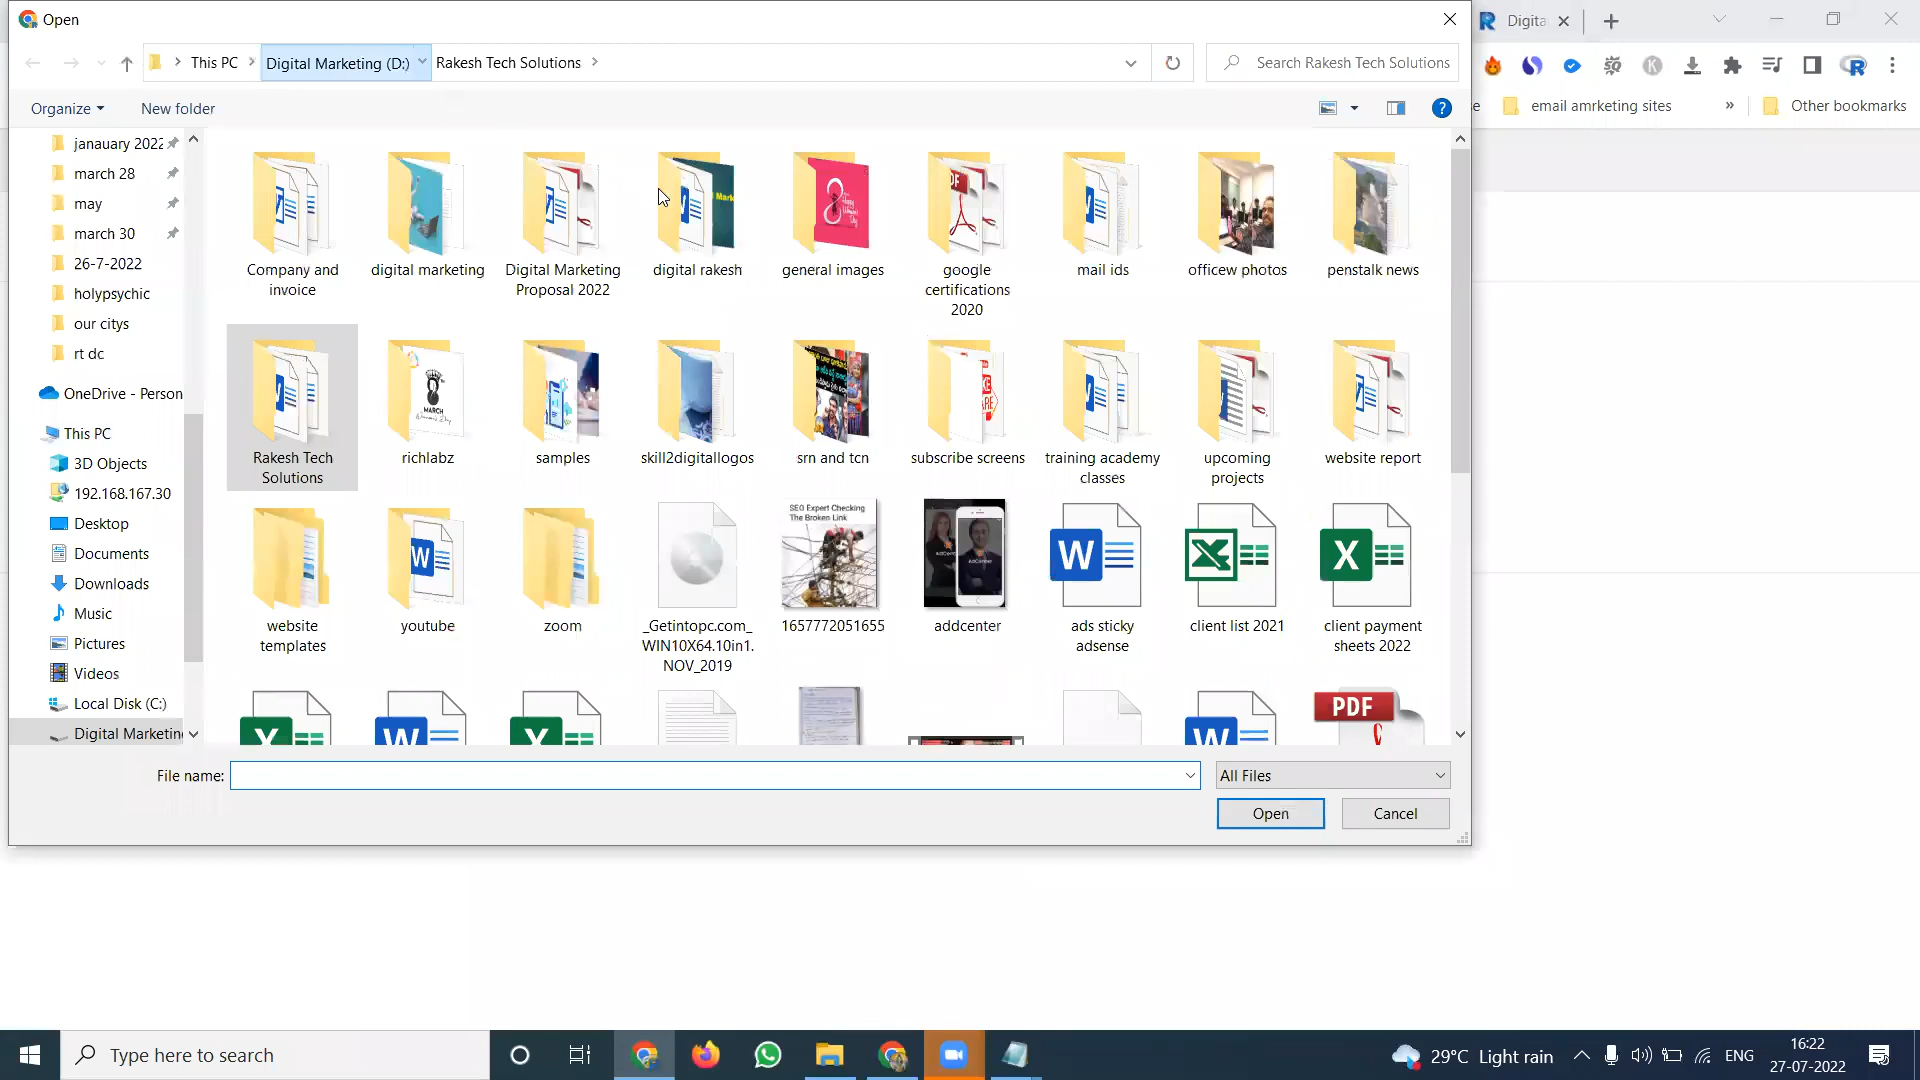 Open
Digita
This PC
Digital Marketing (D:)
Rakesh Tech Solutions
Search Rakesh Tech Solutions
Organize
New folder
e
email amrketing sites
»
Other bookmarks
janauary 2022
march 28
may
march 30
26-7-2022
holypsychic
our citys
rt dc
OneDrive - Person
This PC
3D Objects
192.168.167.30
Desktop
Documents
Downloads
Music
Pictures
Videos
Local Disk (C:)
Digital Marketin
Company and
invoice
digital marketing
Digital Marketing
Proposal 2022
digital rakesh
general images
google
certifications
2020
mail ids
officew photos
penstalk news
Rakesh Tech
Solutions
richlabz
samples
skill2digitallogos
srn and tcn
subscribe screens
training academy
classes
upcoming
projects
website report
website
templates
youtube
zoom
_Getintopc.com_
WIN10X64.10in1.
NOV_2019
SEO Expert Checking
The Broken Link
1657772051655
addcenter
ads sticky
adsense
client list 2021
client payment
sheets 2022
PDF
File name:
All Files
Open
Cancel
Type here to search
29°C Light rain
ENG
16:22
27-07-2022